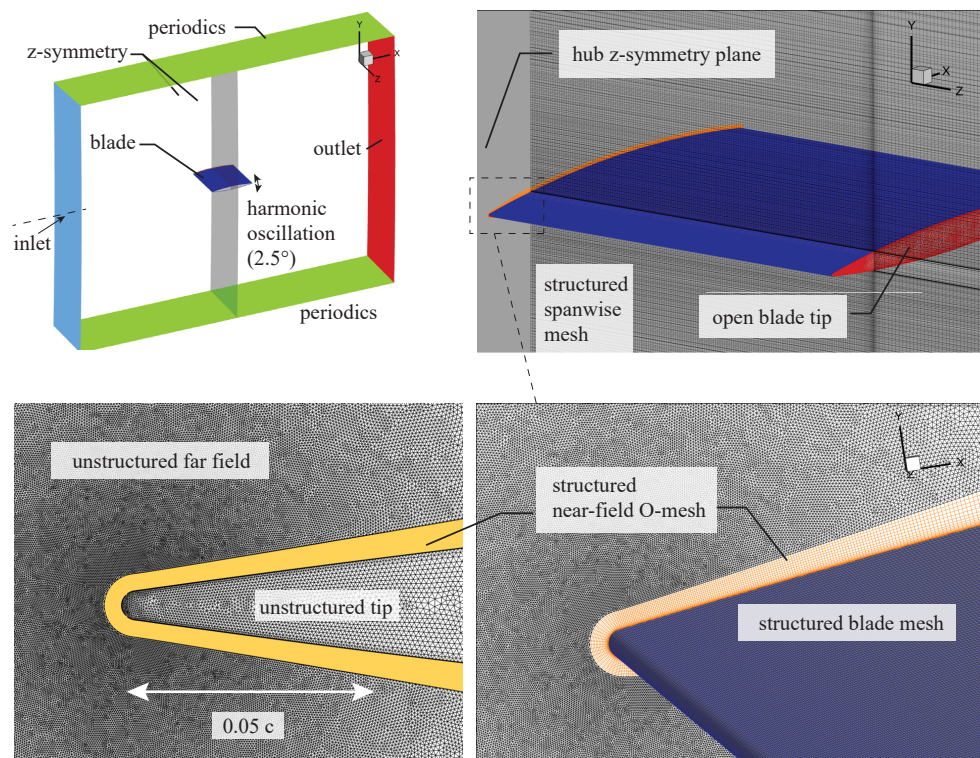 periodics
z-symmetry
blade
outlet
inlet
harmonic
oscillation
(2.5°)
periodics
Y
X
Z
hub z-symmetry plane
structured
spanwise
mesh
open blade tip
Y
X
Z
unstructured far field
unstructured tip
0.05 c
structured
near-field O-mesh
structured blade mesh
Y
X
Z